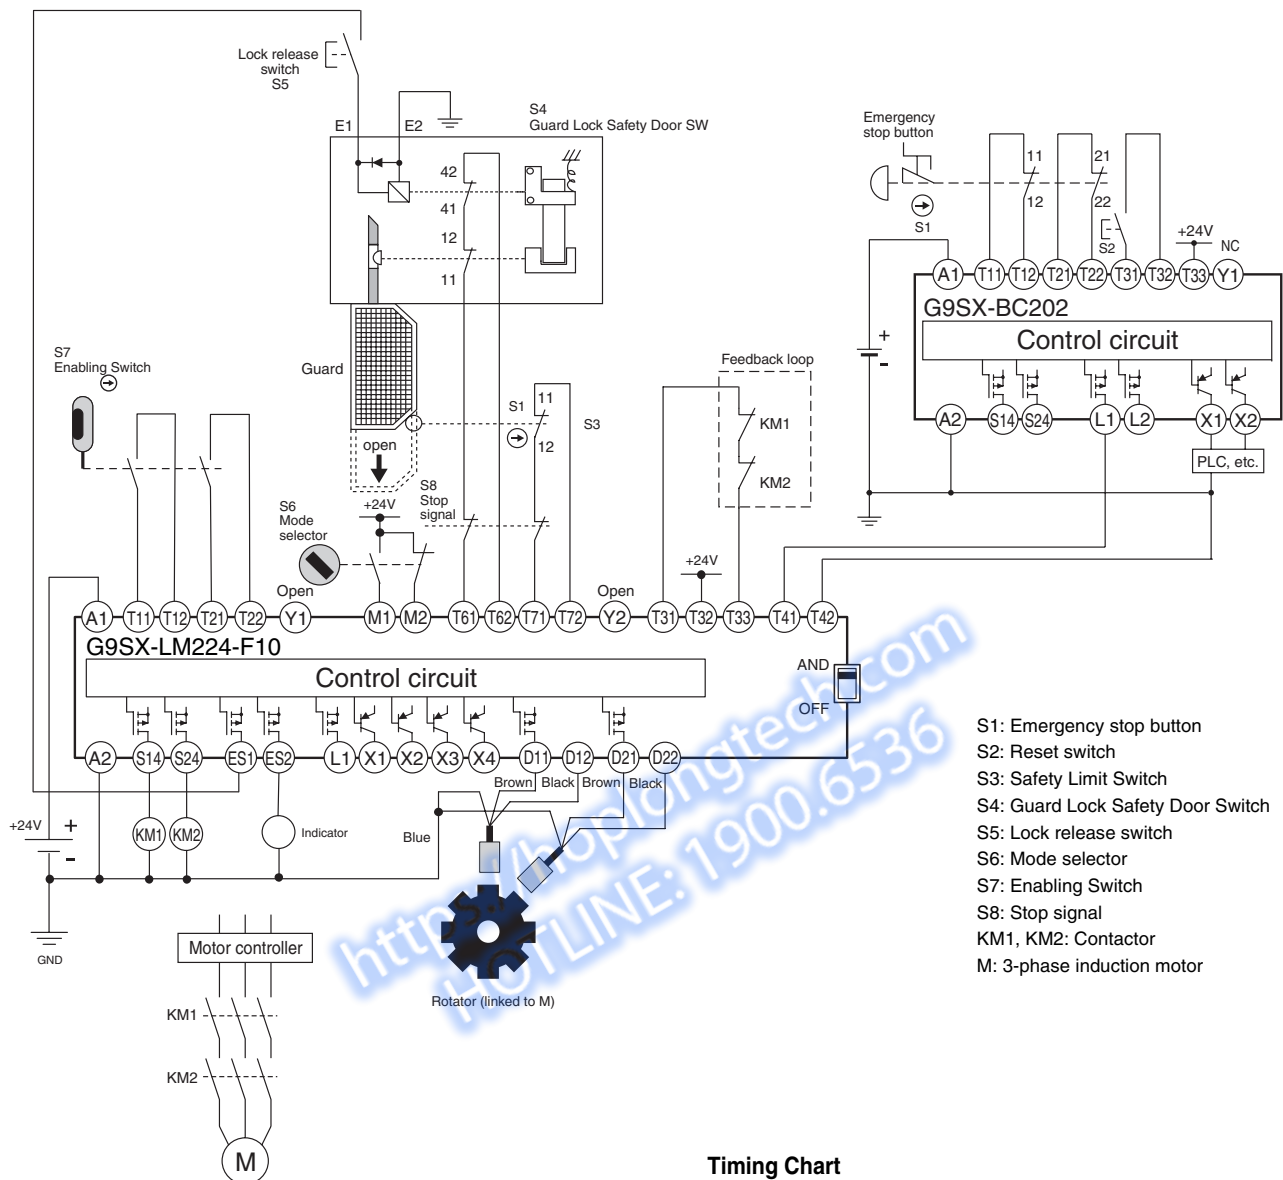 Lock release
switch
S5
E1 E2
S4
Guard Lock Safety Door SW
42
41
12
11
Emergency
stop button
S1
11
12
21
22
S2
+24V
NC
A1 T11 T12 T21 T22 T31 T32 T33 Y1
G9SX-BC202
Control circuit
+
-
A2 S14 S24 L1 L2 X1 X2
PLC, etc.
S7
Enabling Switch
Guard
open
S1
11
12
S3
Feedback loop
KM1
KM2
S6
Mode
selector
+24V
S8
Stop
signal
+24V
Open
Open
A1 T11 T12 T21 T22 Y1 M1 M2 T61 T62 T71 T72 Y2 T31 T32 T33 T41 T42
G9SX-LM224-F10
Control circuit
AND
OFF
A2 S14 S24 ES1 ES2 L1 X1 X2 X3 X4 D11 D12 D21 D22
Brown Black Brown Black
+24V
+
-
KM1 KM2
Indicator
Blue
GND
Motor controller
KM1
KM2
M
Rotator (linked to M)
S1: Emergency stop button
S2: Reset switch
S3: Safety Limit Switch
S4: Guard Lock Safety Door Switch
S5: Lock release switch
S6: Mode selector
S7: Enabling Switch
S8: Stop signal
KM1, KM2: Contactor
M: 3-phase induction motor
http://hoplongtech.com
HOTLINE: 1900.6536
Timing Chart